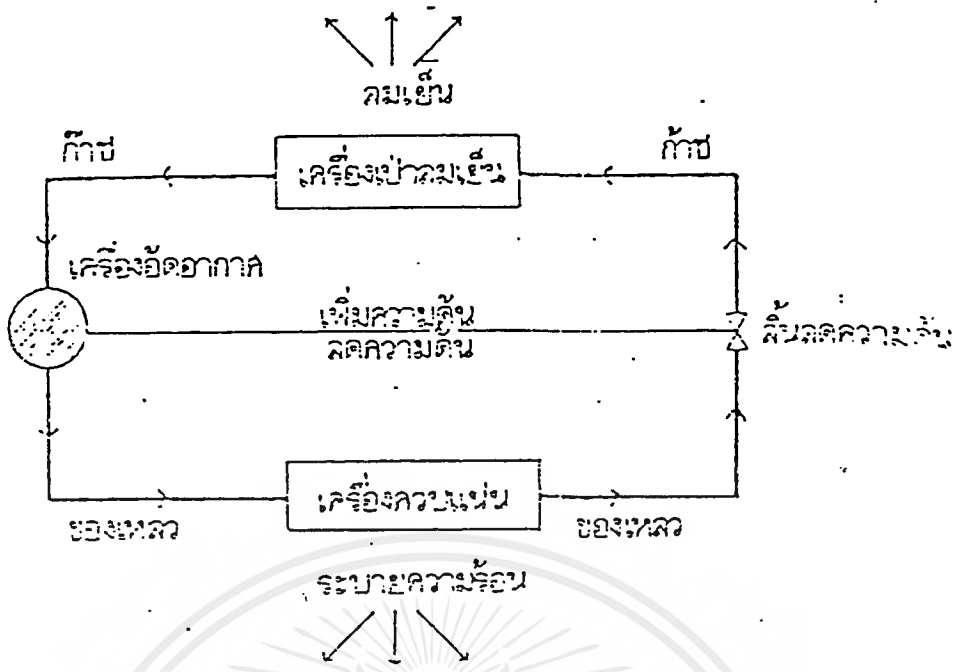 ลมเย็น
ก๊าซ
เครื่องเป่าลมเย็น
ก๊าซ
เครื่องอัดอากาศ
เพิ่มความดัน
ลดความดัน
ลิ้นลดความดัน
เครื่องควบแน่น
ของเหลว
ของเหลว
ระบายความร้อน